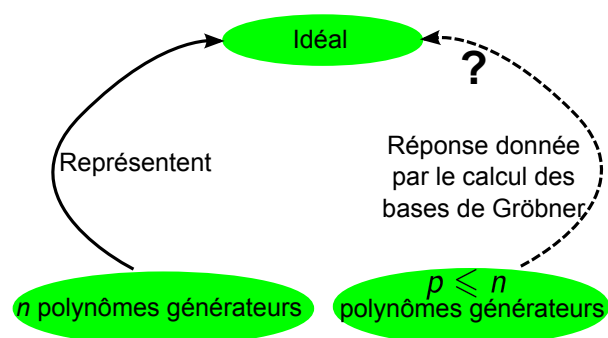 Idéal
?
Représentent
Réponse donnée
par le calcul des
bases de Gröbner
n polynômes générateurs
p ⩽ n
polynômes générateurs